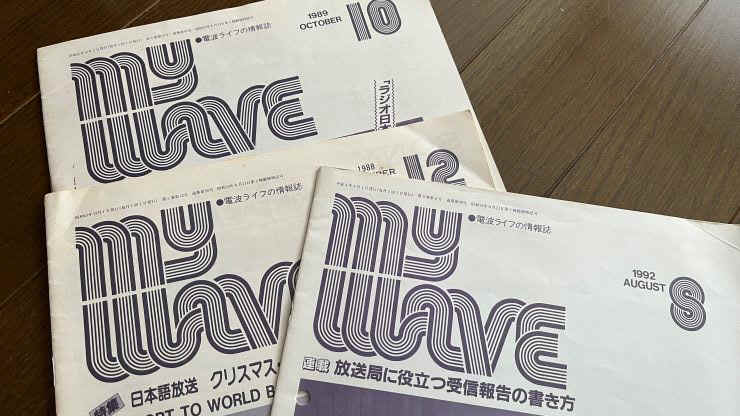 1989
OCTOBER 10
●電波ライフの情報誌
my
WAVE
「ラジオ日本
1988
12
●電波ライフの情報誌
my
WAVE
特集 日本語放送 クリスマス
TO WORLD B
1992
AUGUST 8
●電波ライフの情報誌
my
WAVE
連載 放送局に役立つ受信報告の書き方